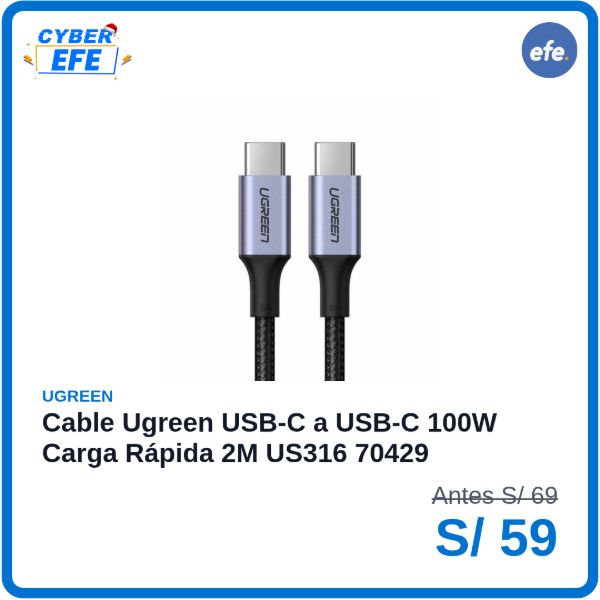 CYBER
EFE
efe.
UGREEN
UGREEN
UGREEN
Cable Ugreen USB-C a USB-C 100W
Carga Rápida 2M US316 70429
Antes S/ 69
S/ 59